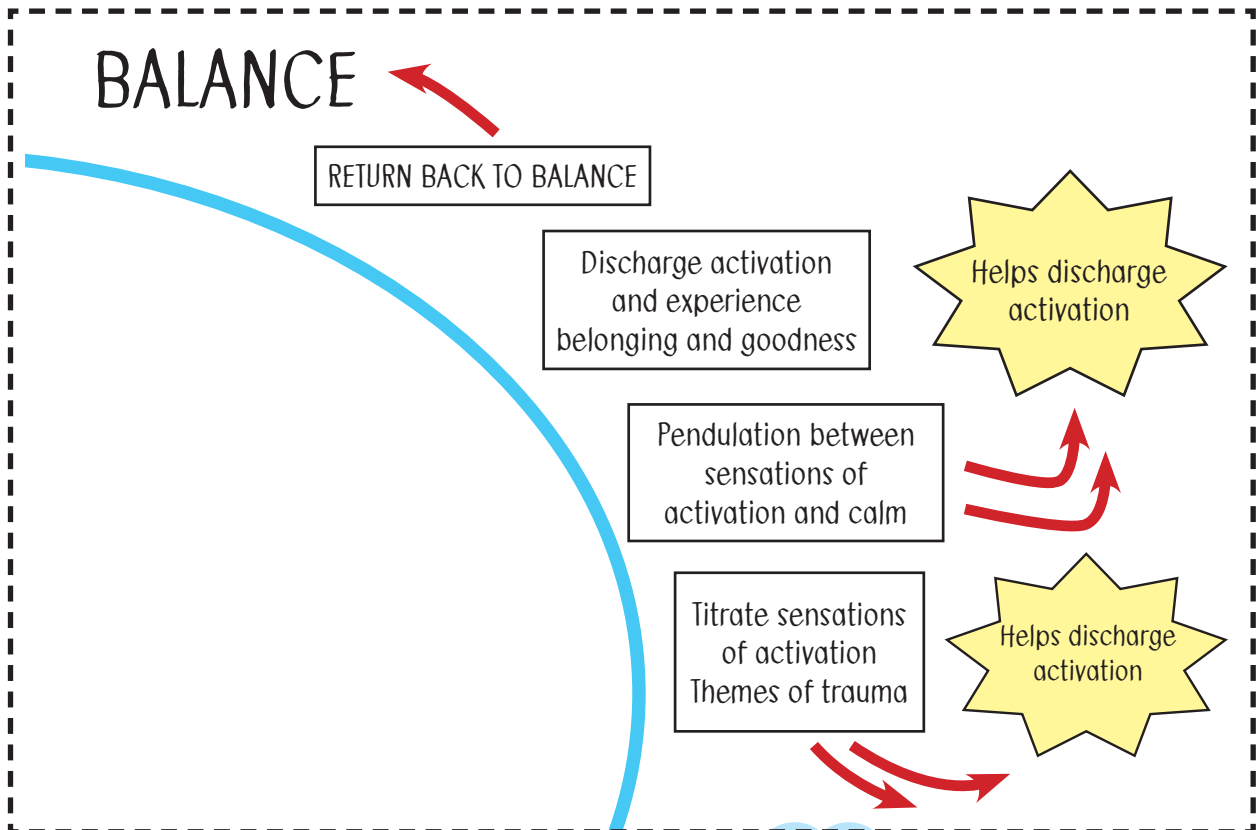 BALANCE
RETURN BACK TO BALANCE
Discharge activation
and experience
belonging and goodness
Helps discharge
activation
Pendulation between
sensations of
activation and calm
Titrate sensations
of activation
Themes of trauma
Helps discharge
activation